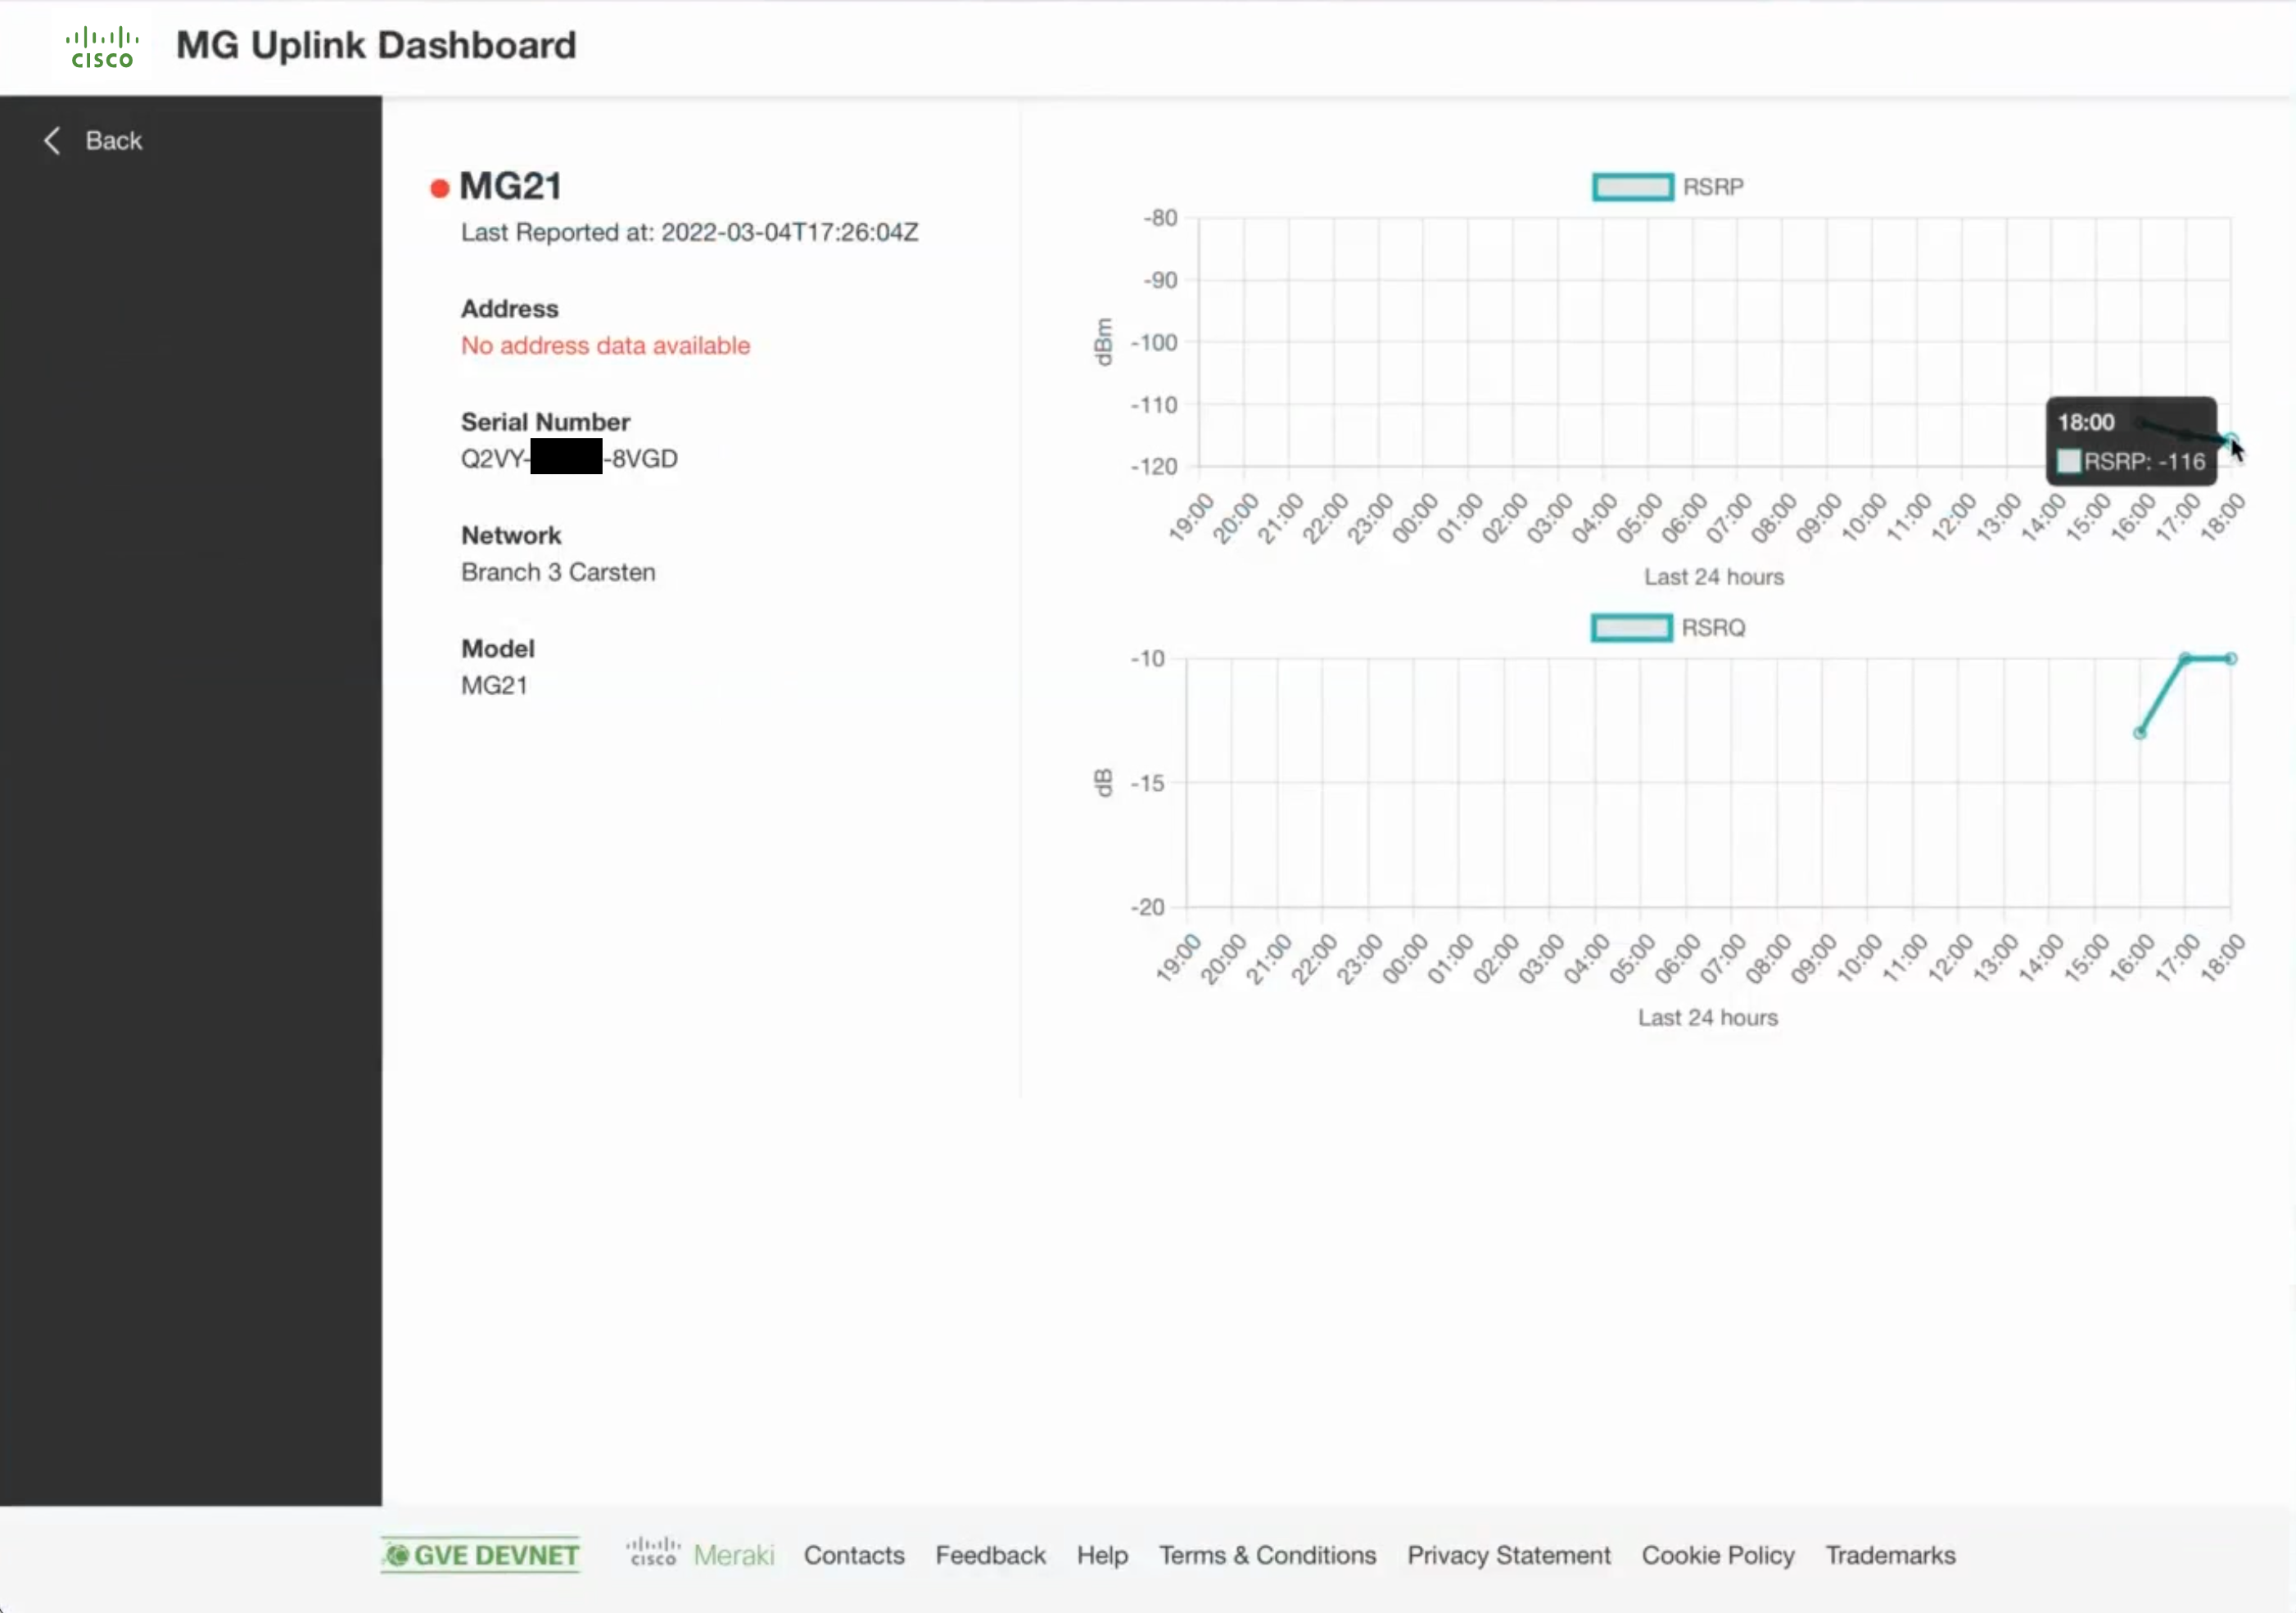 CISCO
MG Uplink Dashboard
Back
MG21
Last Reported at: 2022-03-04T17:26:04Z
Address
No address data available
Serial Number
Q2VY-
-8VGD
Network
Branch 3 Carsten
Model
MG21
RSRP
-80
-90
-100
-110
-120
dBm
18:00
RSRP: -116
19:00 20:00 21:00 22:00 23:00 00:00 01:00 02:00 03:00 04:00 05:00 06:00 07:00 08:00 09:00 10:00 11:00 12:00 13:00 14:00 15:00 16:00 17:00 18:00
Last 24 hours
RSRQ
-10
-15
-20
dB
19:00 20:00 21:00 22:00 23:00 00:00 01:00 02:00 03:00 04:00 05:00 06:00 07:00 08:00 09:00 10:00 11:00 12:00 13:00 14:00 15:00 16:00 17:00 18:00
Last 24 hours
GVE DEVNET CISCO Meraki Contacts Feedback Help Terms & Conditions Privacy Statement Cookie Policy Trademarks